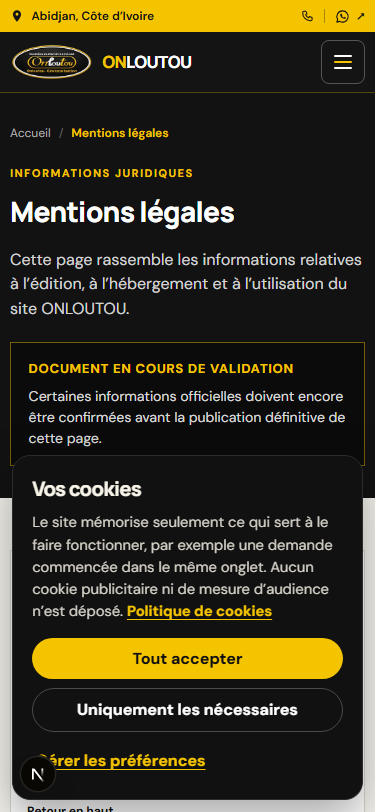 Abidjan, Côte d'Ivoire
Onloutou
ONLOUTOU
Accueil / Mentions légales
INFORMATIONS JURIDIQUES
Mentions légales
Cette page rassemble les informations relatives
à l'édition, à l'hébergement et à l'utilisation du
site ONLOUTOU.
DOCUMENT EN COURS DE VALIDATION
Certaines informations officielles doivent encore
être confirmées avant la publication définitive de
cette page.
Vos cookies
Le site mémorise seulement ce qui sert à le
faire fonctionner, par exemple une demande
commencée dans le même onglet. Aucun
cookie publicitaire ni de mesure d'audience
n'est déposé. Politique de cookies
Tout accepter
Uniquement les nécessaires
Gérer les préférences
N
Retour en haut